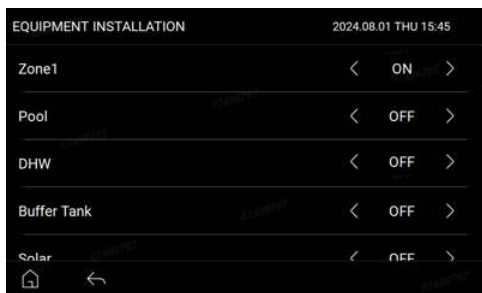 EQUIPMENT INSTALLATION 2024.08.01 THU 15:45
Zone1 ON
Pool OFF
DHW OFF
Buffer Tank OFF
Solar OFF